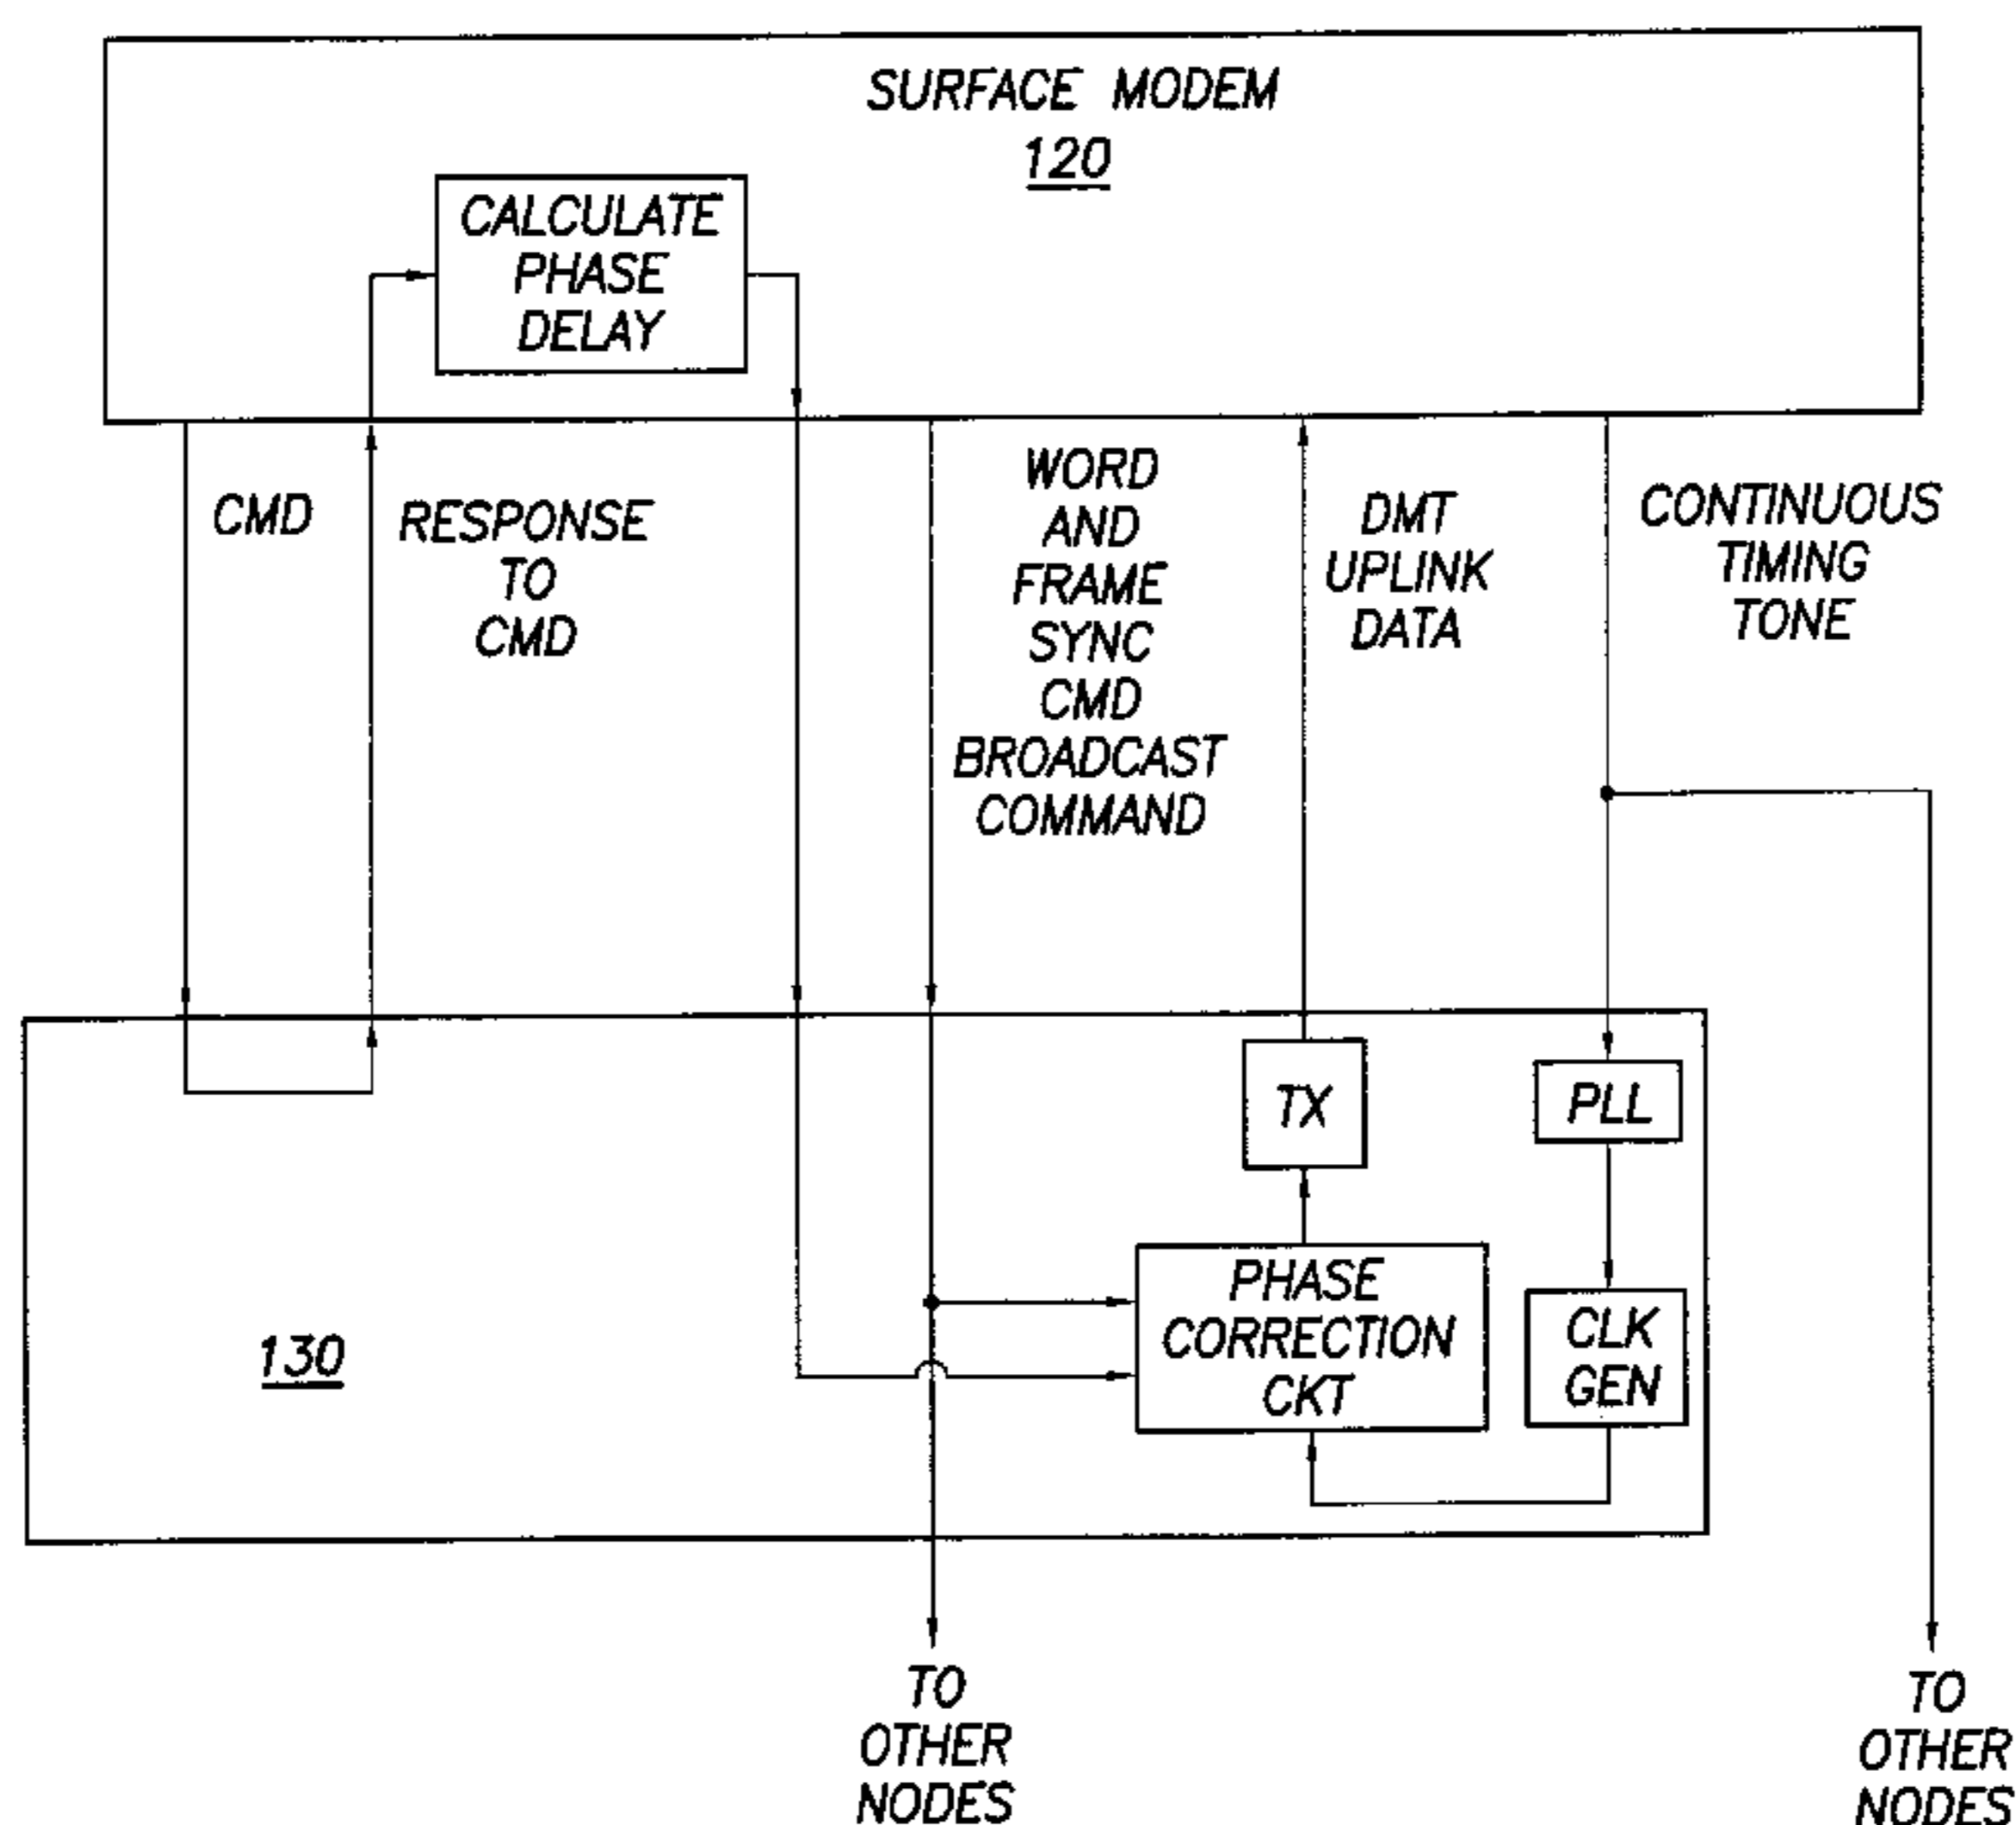 SURFACE MODEM
120
CALCULATE
PHASE
DELAY
CMD
RESPONSE
TO
CMD
WORD
AND
FRAME
SYNC
CMD
BROADCAST
COMMAND
DMT
UPLINK
DATA
CONTINUOUS
TIMING
TONE
TX
PLL
PHASE
CORRECTION
CKT
CLK
GEN
130
TO
OTHER
NODES
TO
OTHER
NODES